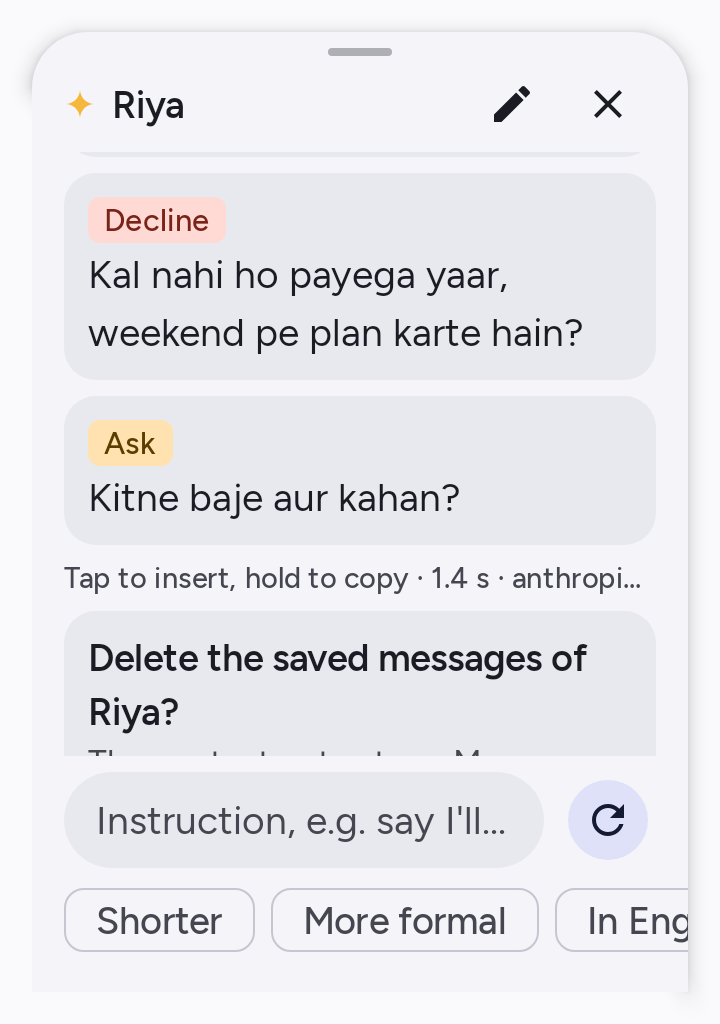 Riya
Decline
Kal nahi ho payega yaar,
weekend pe plan karte hain?
Ask
Kitne baje aur kahan?
Tap to insert, hold to copy · 1.4 s · anthropi...
Delete the saved messages of
Riya?
Instruction, e.g. say I'll...
Shorter
More formal
In Eng